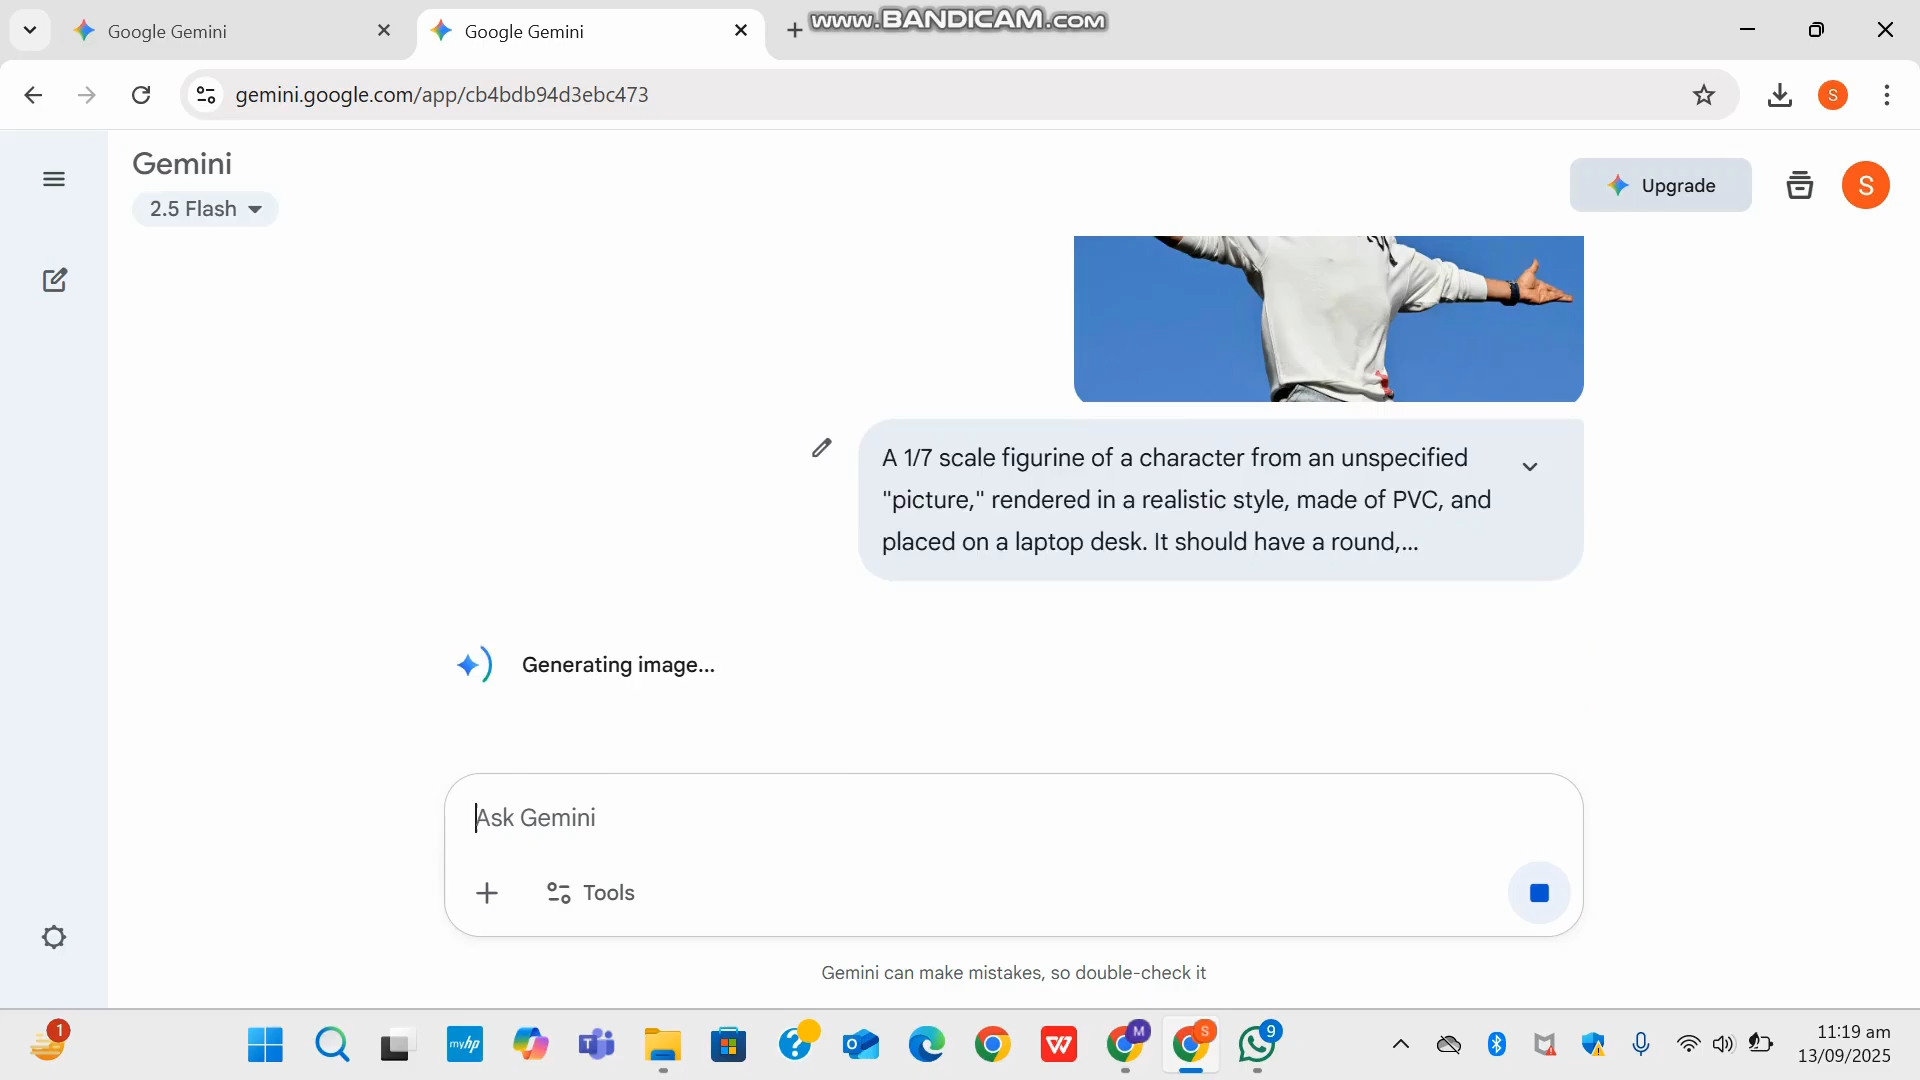 Google Gemini
Google Gemini
www.BANDICAM.com
gemini.google.com/app/cb4bdb94d3ebc473
S
Gemini
2.5 Flash
Upgrade
S
A 1/7 scale figurine of a character from an unspecified
"picture," rendered in a realistic style, made of PVC, and
placed on a laptop desk. It should have a round,...
Generating image...
Ask Gemini
Tools
Gemini can make mistakes, so double-check it
1
myhp
T
?
O
W
M
S
9
11:19 am
13/09/2025